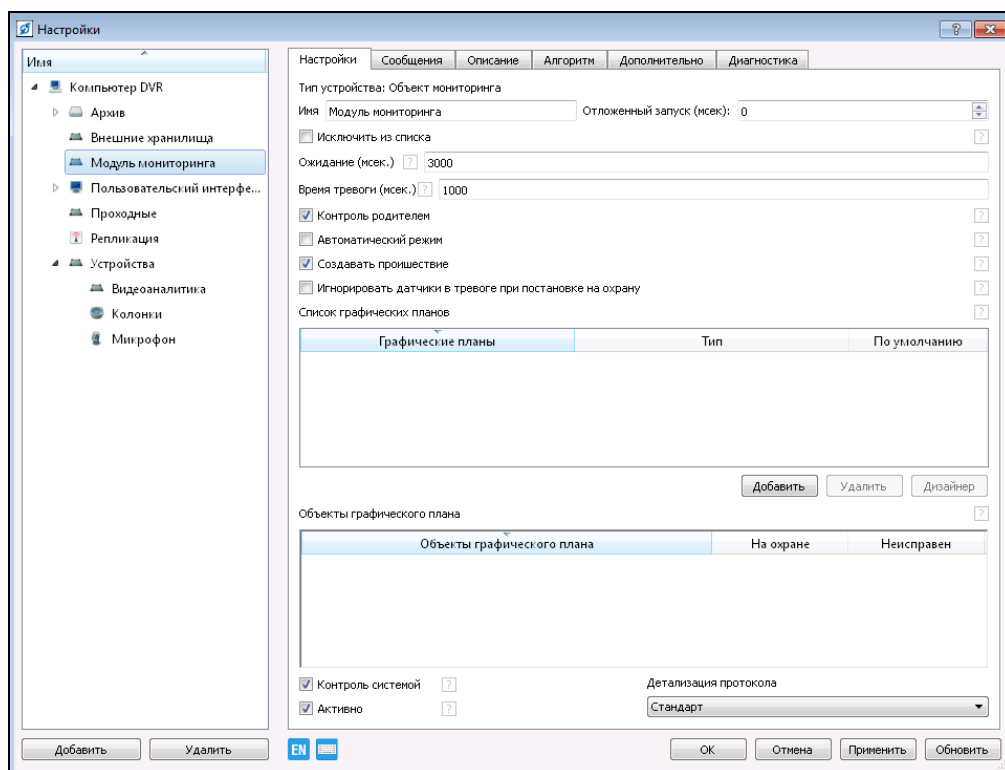 Настройки
?
Имя
Компьютер DVR
Архив
Внешние хранилища
Модуль мониторинга
Пользовательский интерфе...
Проходные
Репликация
Устройства
Видеоаналитика
Колонки
Микрофон
Добавить Удалить
Настройки Сообщения Описание Алгоритм Дополнительно Диагностика
Тип устройства: Объект мониторинга
Имя Модуль мониторинга Отложенный запуск (мсек): 0
Исключить из списка ?
Ожидание (мсек.) ? 3000
Время тревоги (мсек.) ? 1000
Контроль родителем ?
Автоматический режим ?
Создавать происшествие ?
Игнорировать датчики в тревоге при постановке на охрану ?
Список графических планов ?
Графические планы Тип По умолчанию
Добавить Удалить Дизайнер
Объекты графического плана ?
Объекты графического плана На охране Неисправен
Контроль системой ? Детализация протокола
Активно ? Стандарт
EN OK Отмена Применить Обновить